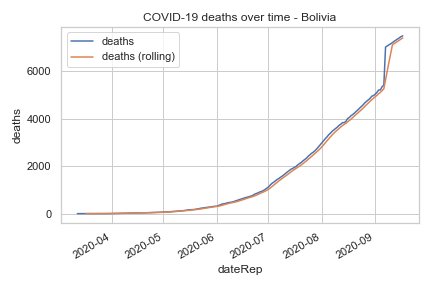 COVID-19 deaths over time - Bolivia
deaths
deaths (rolling)
6000
4000
2000
0
deaths
2020-04
2020-05
2020-06
2020-07
2020-08
2020-09
dateRep